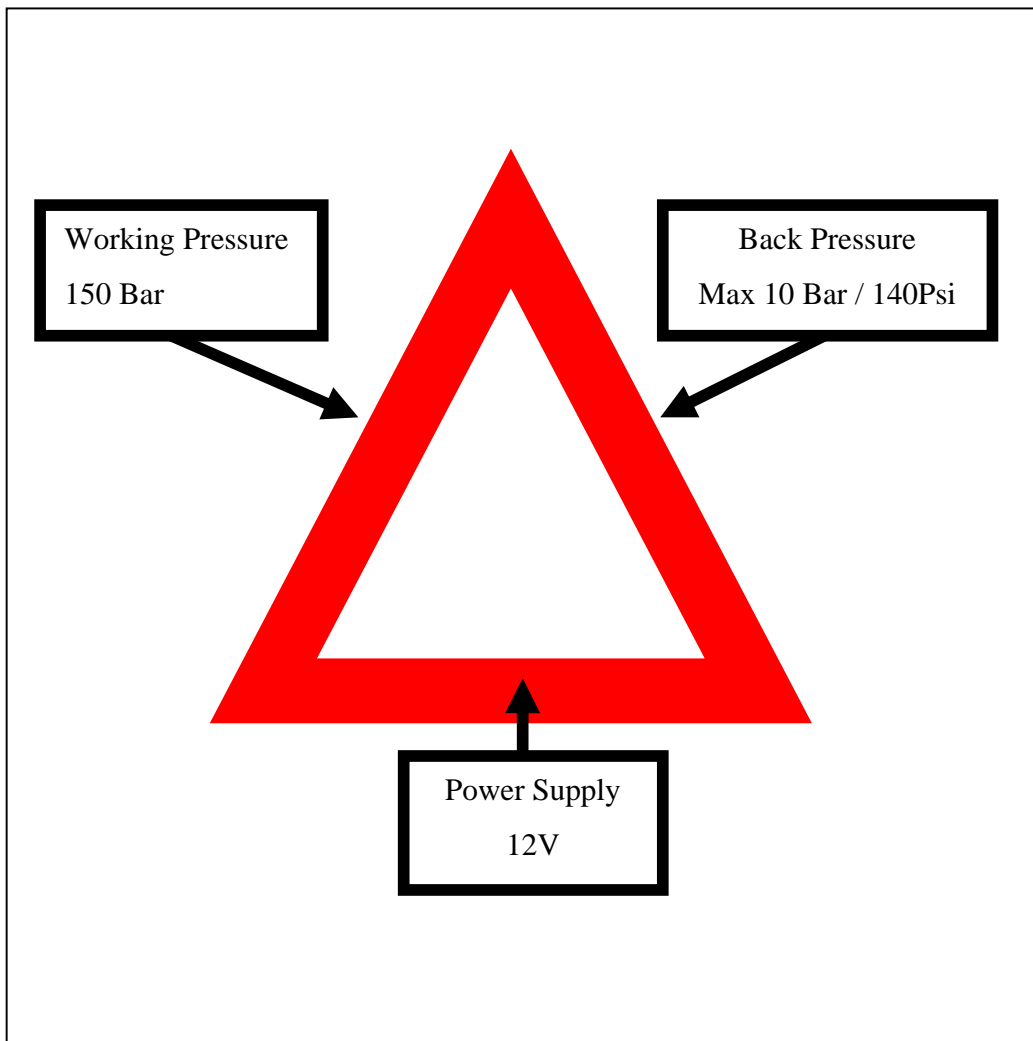 Working Pressure
150 Bar
Back Pressure
Max 10 Bar / 140Psi
Power Supply
12V